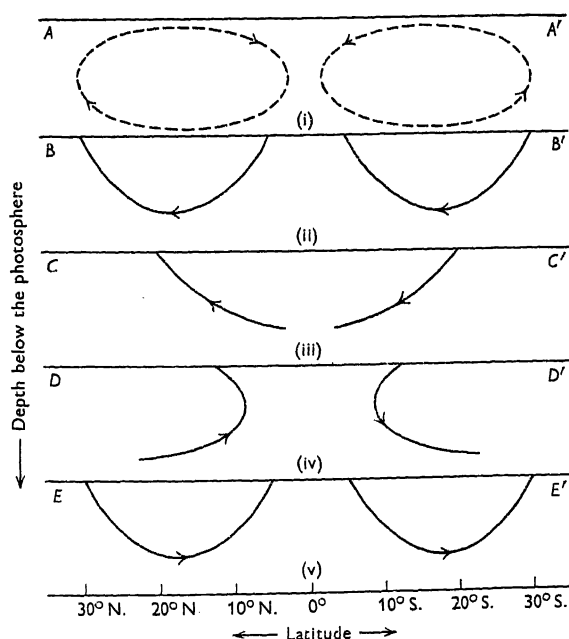 A A′
(i)
B B′
(ii)
C C′
(iii)
D D′
(iv)
E E′
(v)
Depth below the photosphere
30° N. 20° N. 10° N. 0° 10° S. 20° S. 30° S.
Latitude